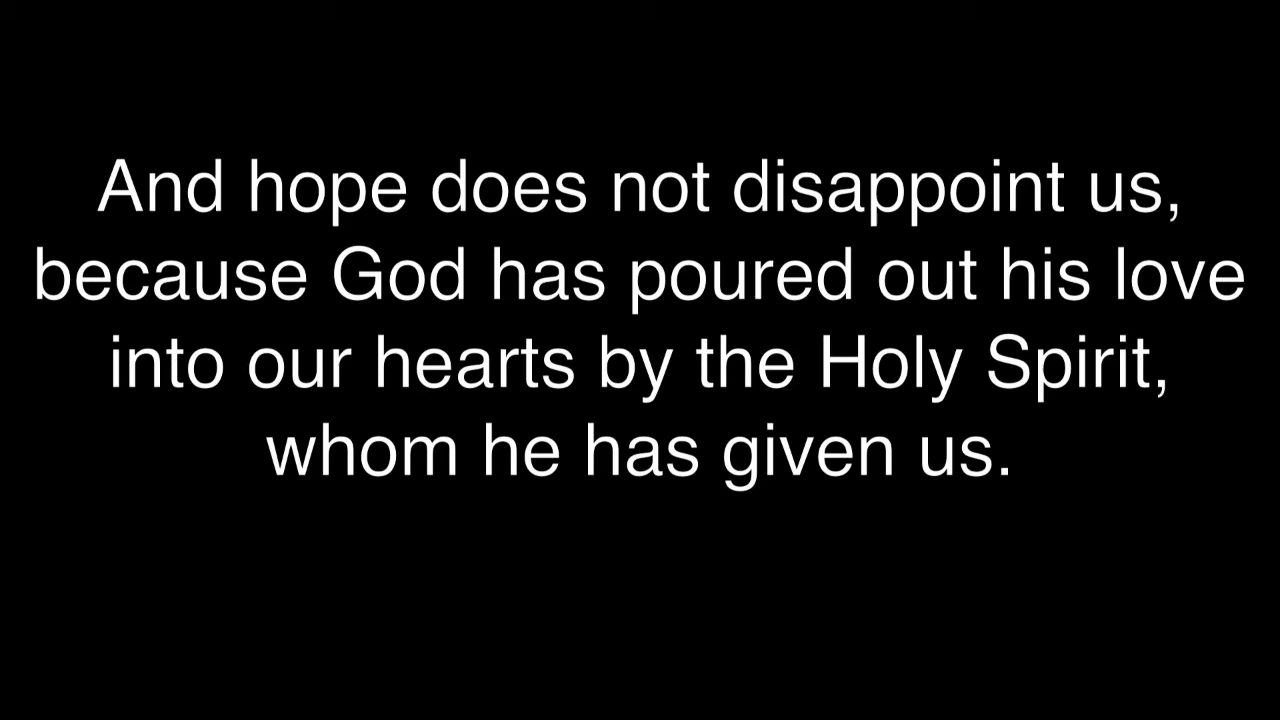 And hope does not disappoint us,
because God has poured out his love
into our hearts by the Holy Spirit,
whom he has given us.